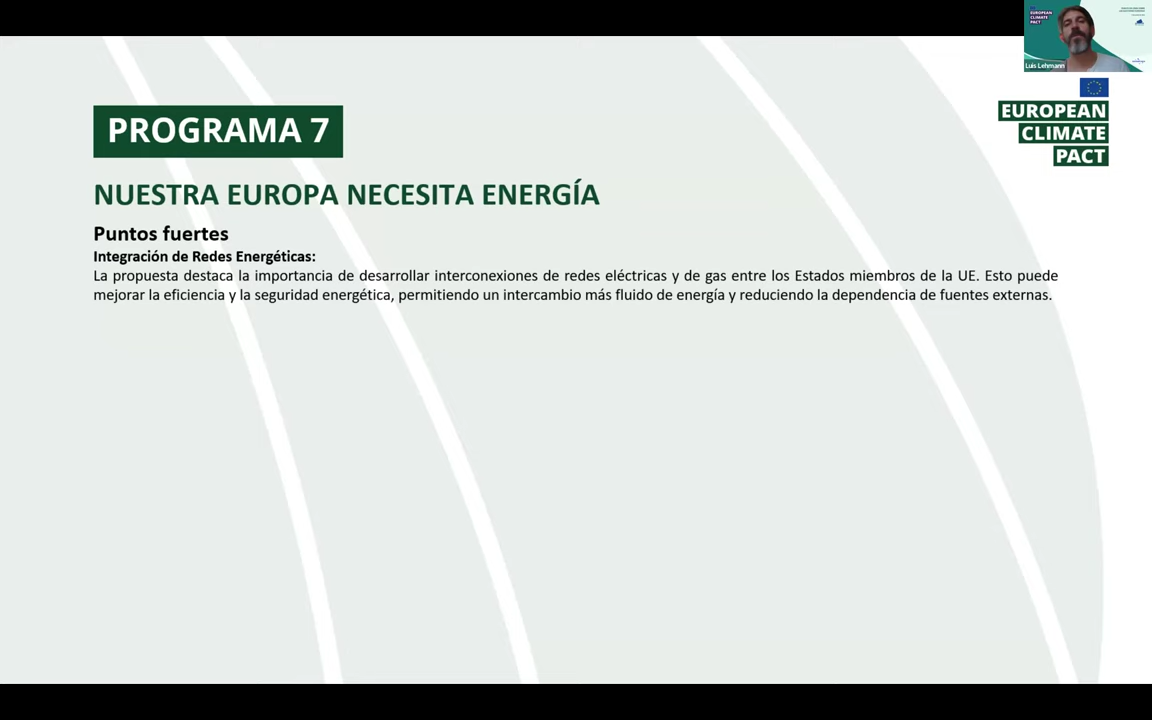 EUROPEAN
CLIMATE
PACT
Luis Lehmann
EUROPEAN
CLIMATE
PACT
PROGRAMA 7
NUESTRA EUROPA NECESITA ENERGÍA
Puntos fuertes
Integración de Redes Energéticas:
La propuesta destaca la importancia de desarrollar interconexiones de redes eléctricas y de gas entre los Estados miembros de la UE. Esto puede
mejorar la eficiencia y la seguridad energética, permitiendo un intercambio más fluido de energía y reduciendo la dependencia de fuentes externas.